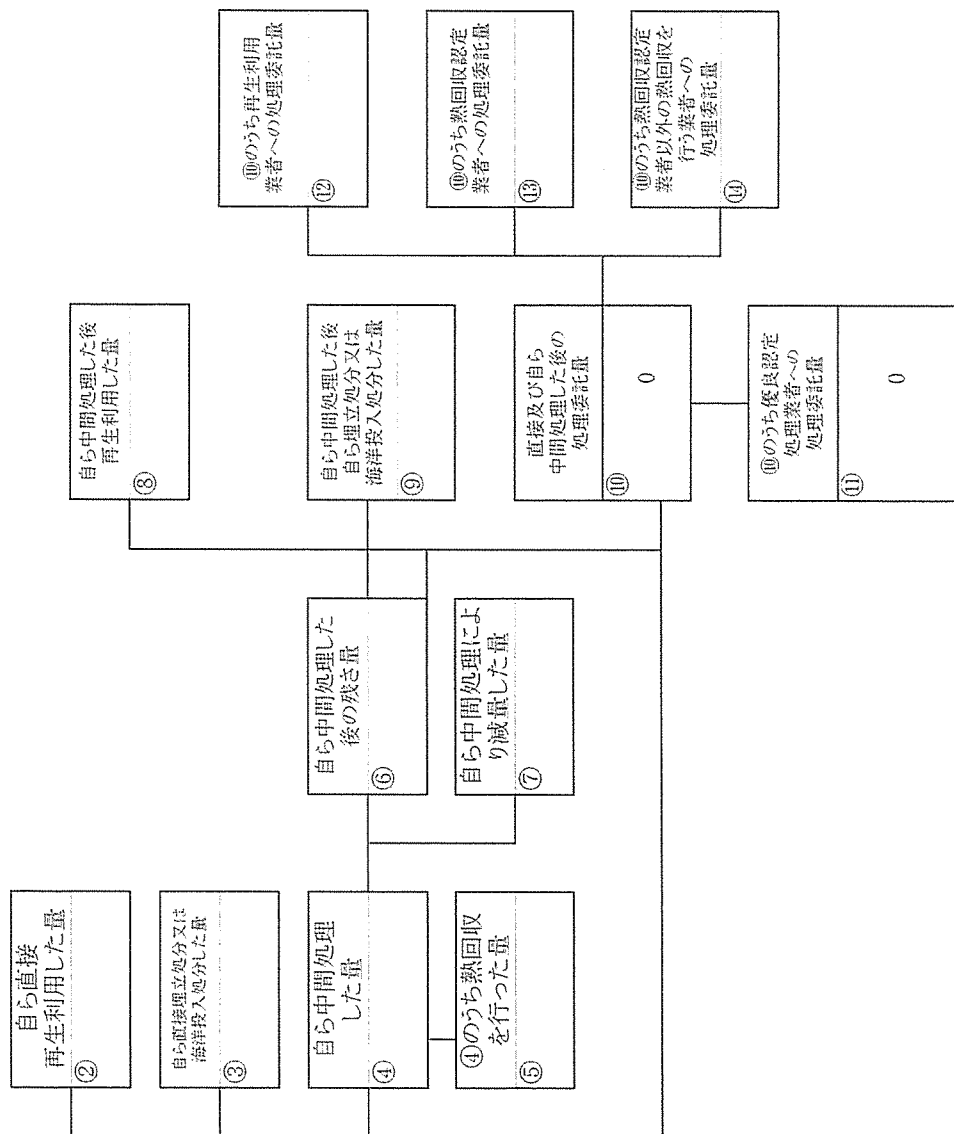 自ら直接
再生利用した量
②
自ら直接埋立処分又は
海洋投入処分した量
③
自ら中間処理
した量
④
④のうち熱回収
を行った量
⑤
自ら中間処理した
後の残さ量
⑥
自ら中間処理によ
り減量した量
⑦
自ら中間処理した後
再生利用した量
⑧
自ら中間処理した後
自ら埋立処分又は
海洋投入処分した量
⑨
直接及び自ら
中間処理した後の
処理委託量
⑩
0
⑩のうち優良認定
処理業者への
処理委託量
⑪
0
⑩のうち再生利用
業者への処理委託量
⑫
⑩のうち熱回収認定
業者への処理委託量
⑬
⑩のうち熱回収認定
業者以外の熱回収を
行う業者への
処理委託量
⑭